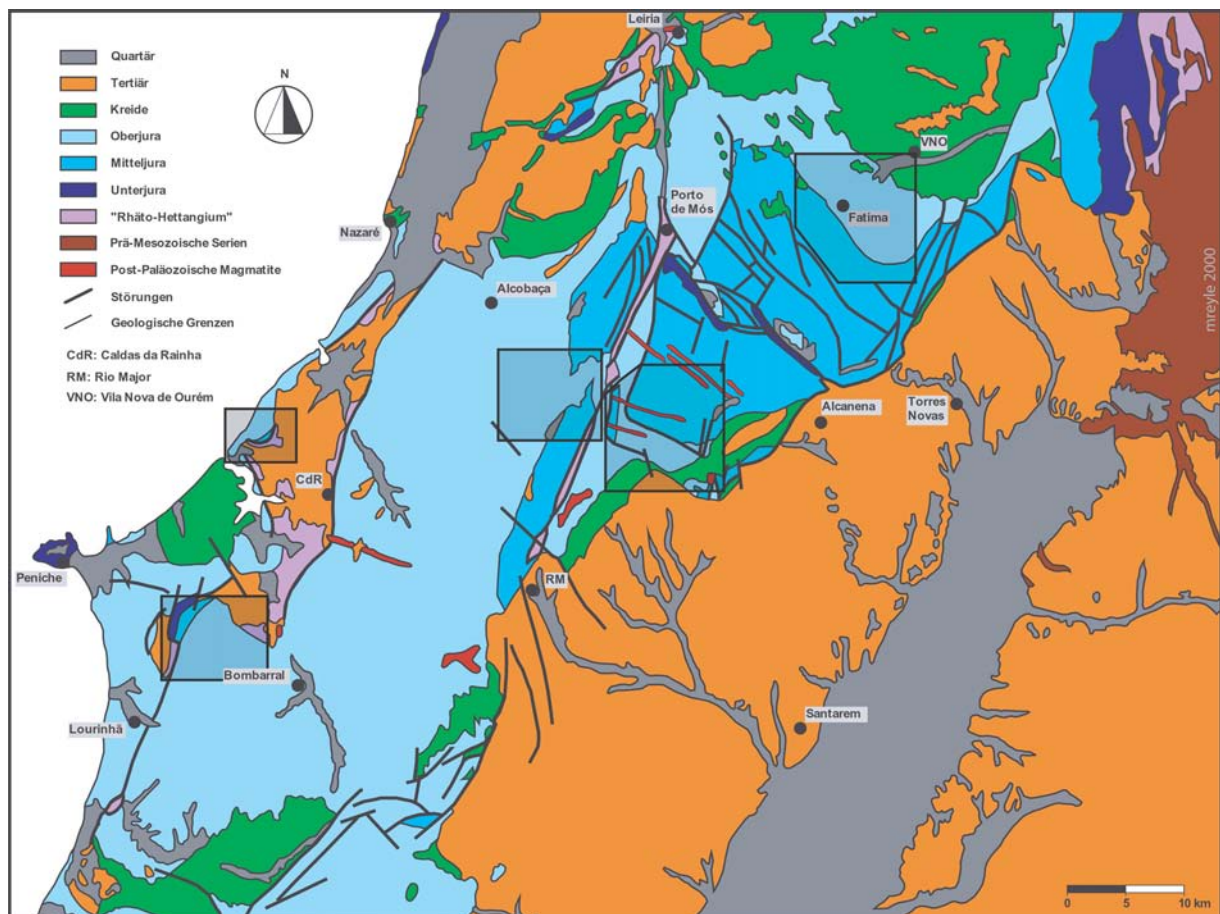 Quartär
Tertiär
Kreide
Oberjura
Mitteljura
Unterjura
"Rhäto-Hettangium"
Prä-Mesozoische Serien
Post-Paläozoische Magmatite
Störungen
Geologische Grenzen
CdR: Caldas da Rainha
RM: Rio Major
VNO: Vila Nova de Ourém
N
Leiria
VNO
Porto
de Mós
Fatima
Nazaré
Alcobaça
Alcanena
Torres
Novas
CdR
Peniche
RM
Bombarral
Lourinhã
Santarem
mreyle 2000
0 5 10 km